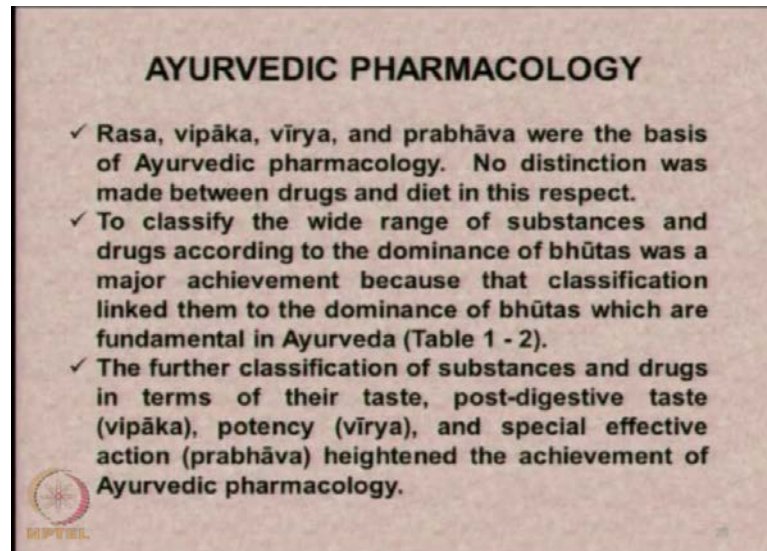 AYURVEDIC PHARMACOLOGY
✓ Rasa, vipāka, vīrya, and prabhāva were the basis
of Ayurvedic pharmacology. No distinction was
made between drugs and diet in this respect.
✓ To classify the wide range of substances and
drugs according to the dominance of bhūtas was a
major achievement because that classification
linked them to the dominance of bhūtas which are
fundamental in Ayurveda (Table 1 - 2).
✓ The further classification of substances and drugs
in terms of their taste, post-digestive taste
(vipāka), potency (vīrya), and special effective
action (prabhāva) heightened the achievement of
Ayurvedic pharmacology.
NPTEL